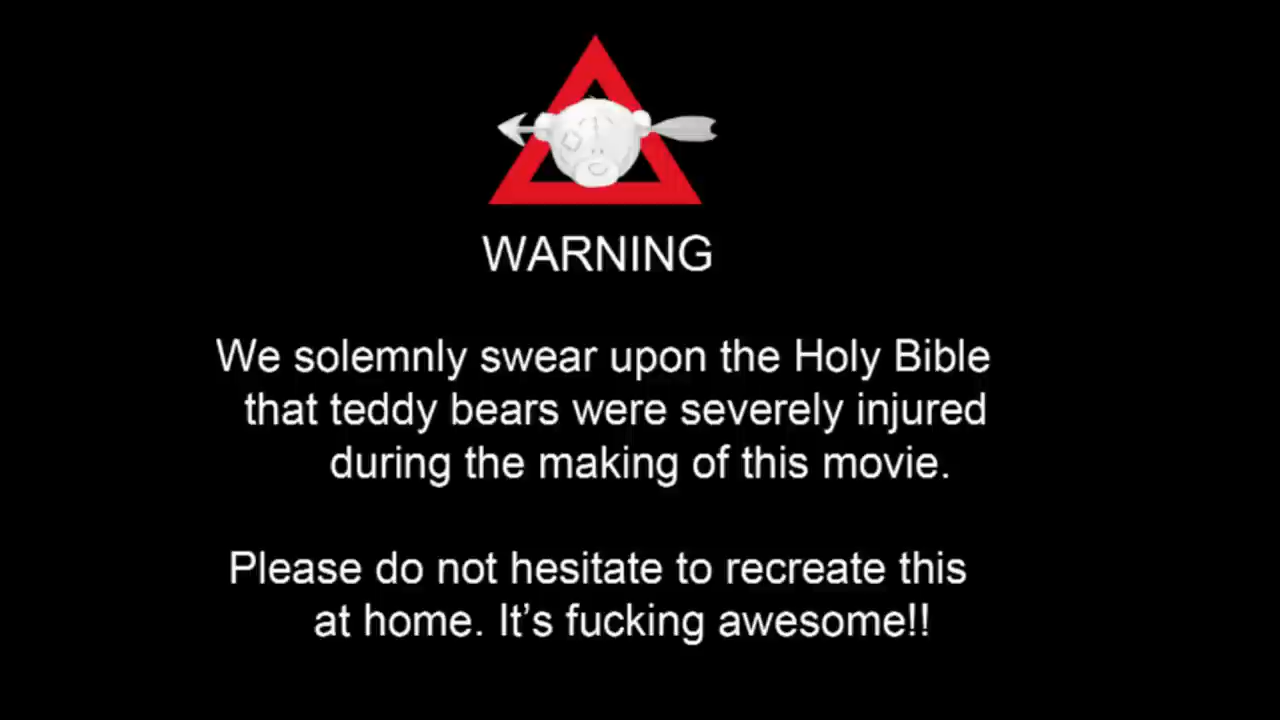 WARNING
We solemnly swear upon the Holy Bible
that teddy bears were severely injured
during the making of this movie.
Please do not hesitate to recreate this
at home. It’s fucking awesome!!